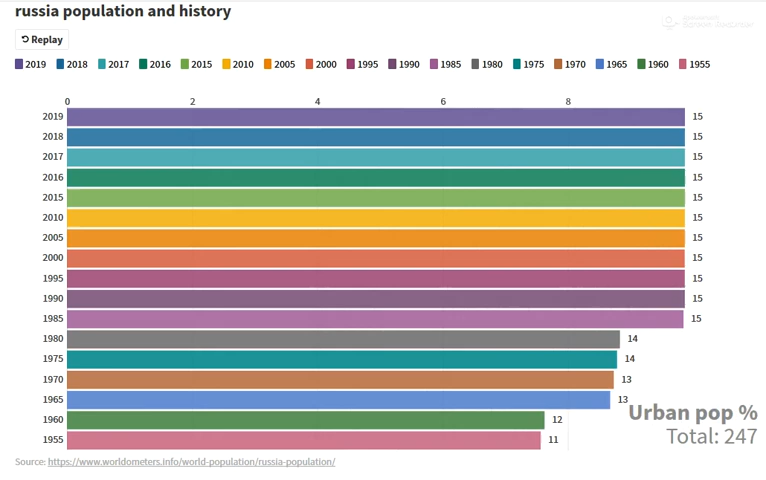 russia population and history
Replay
2019 2018 2017 2016 2015 2010 2005 2000 1995 1990 1985 1980 1975 1970 1965 1960 1955
0 2 4 6 8
2019 15
2018 15
2017 15
2016 15
2015 15
2010 15
2005 15
2000 15
1995 15
1990 15
1985 15
1980 14
1975 14
1970 13
1965 13
1960 12
1955 11
Urban pop %
Total: 247
Source: https://www.worldometers.info/world-population/russia-population/